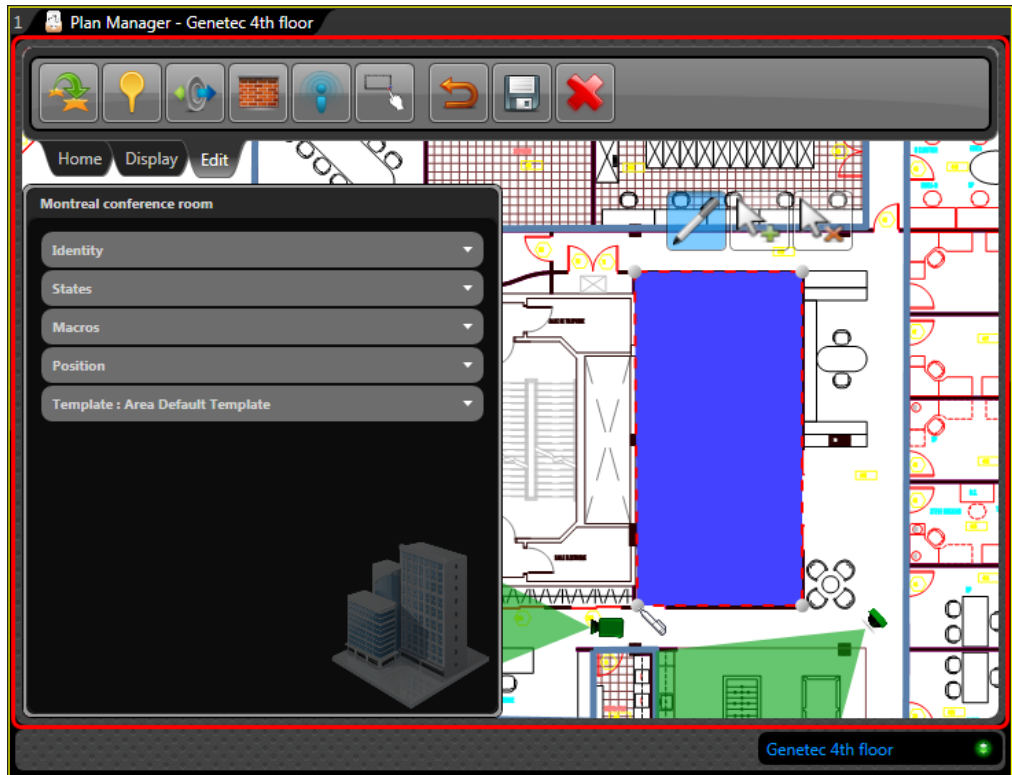 1 Plan Manager - Genetec 4th floor
Home Display Edit
Montreal conference room
Identity
States
Macros
Position
Template : Area Default Template
Genetec 4th floor